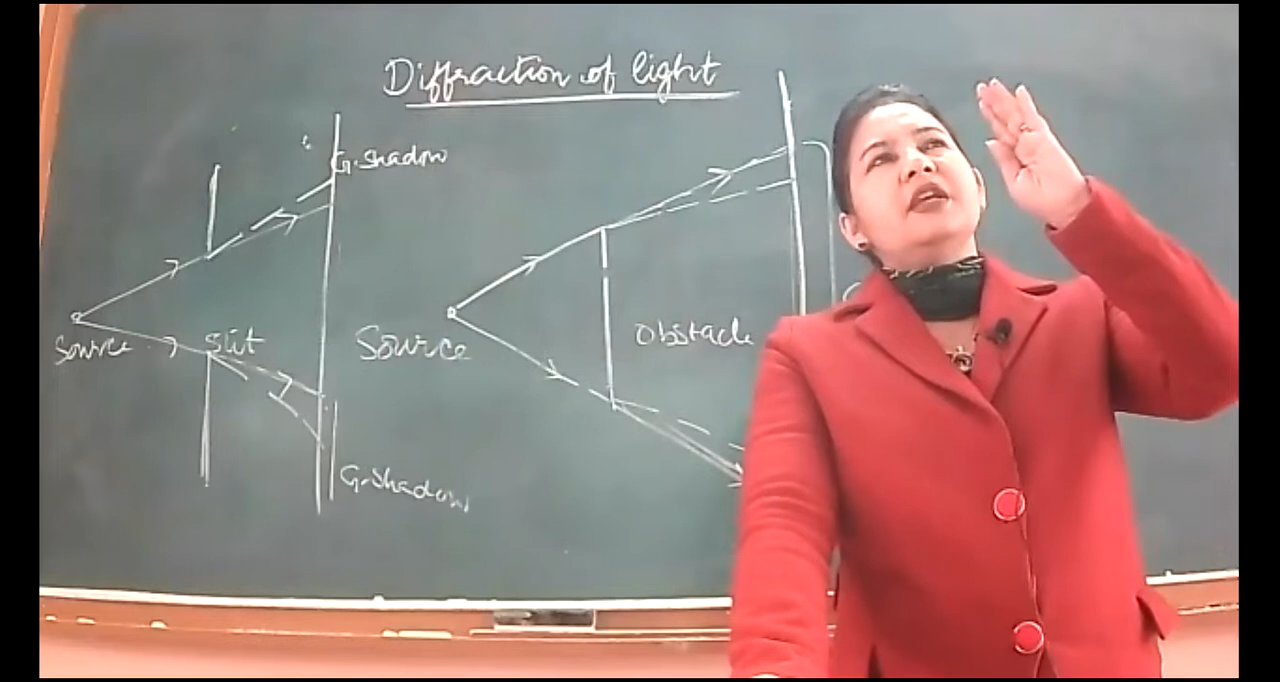 Diffraction of light
G. Shadow
Source
Slit
G. Shadow
Source
Obstacle